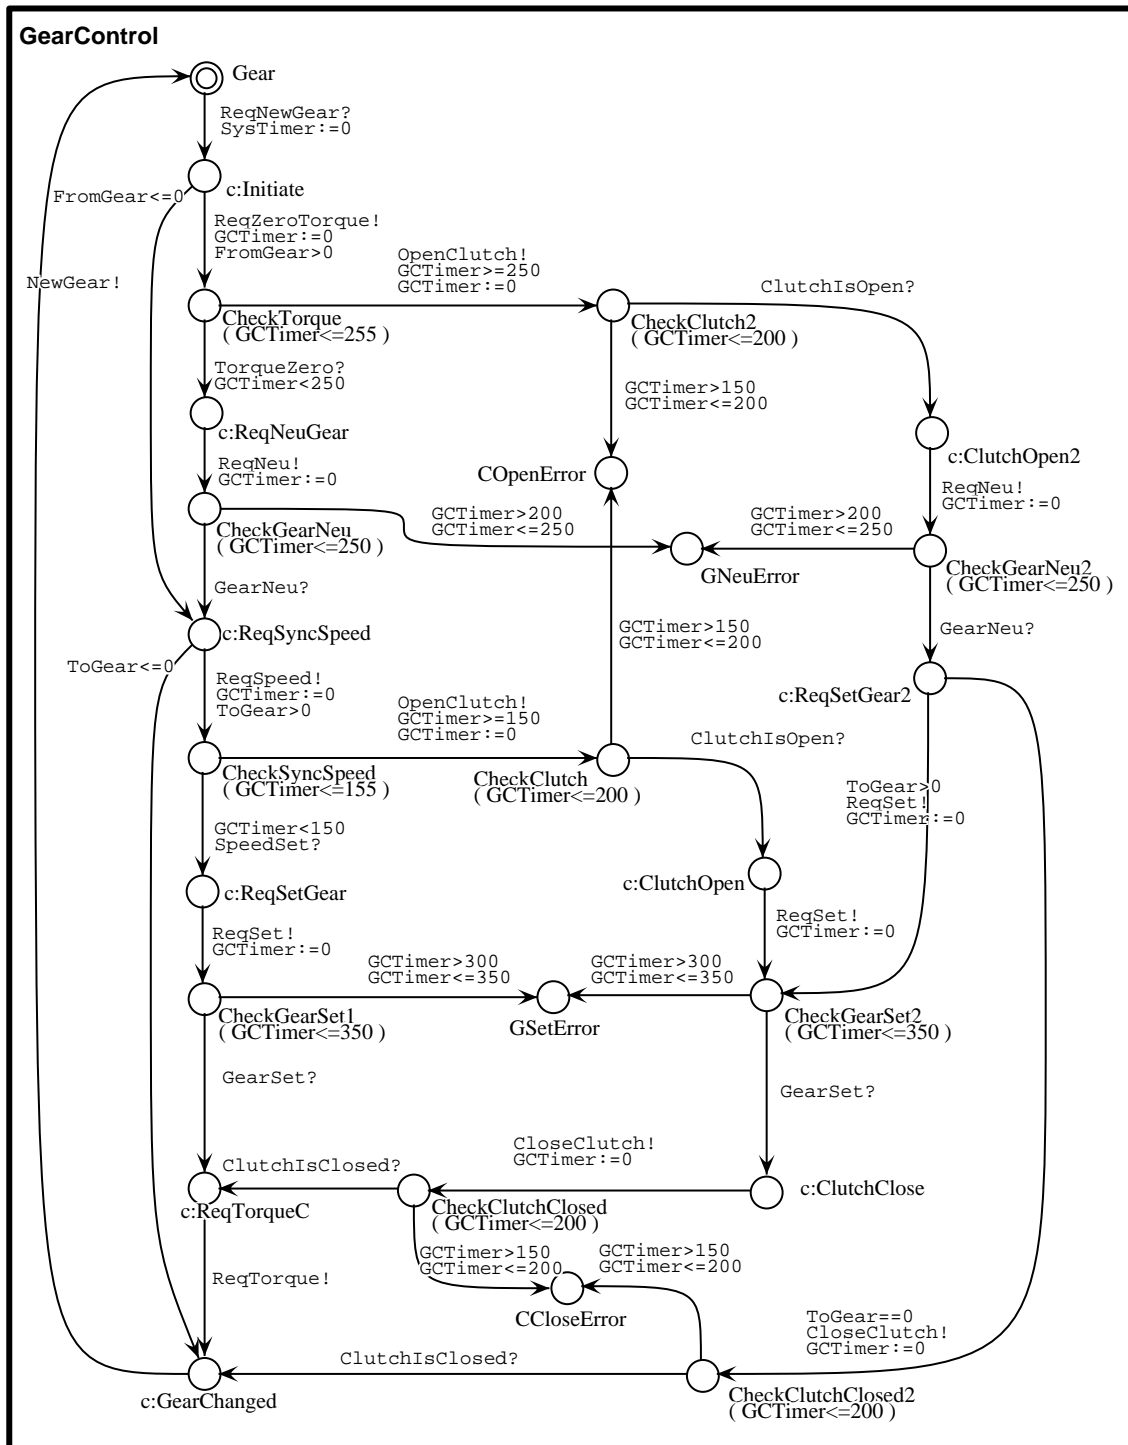 GearControl
Gear
ReqNewGear?
SysTimer:=0
c:Initiate
FromGear<=0
ReqZeroTorque!
GCTimer:=0
FromGear>0
NewGear!
OpenClutch!
GCTimer>=250
GCTimer:=0
ClutchIsOpen?
CheckTorque
( GCTimer<=255 )
CheckClutch2
( GCTimer<=200 )
TorqueZero?
GCTimer<250
GCTimer>150
GCTimer<=200
c:ReqNeuGear
c:ClutchOpen2
ReqNeu!
GCTimer:=0
COpenError
ReqNeu!
GCTimer:=0
CheckGearNeu
( GCTimer<=250 )
GCTimer>200
GCTimer<=250
GCTimer>200
GCTimer<=250
GNeuError
CheckGearNeu2
( GCTimer<=250 )
GearNeu?
c:ReqSyncSpeed
GCTimer>150
GCTimer<=200
GearNeu?
ToGear<=0
ReqSpeed!
GCTimer:=0
ToGear>0
c:ReqSetGear2
OpenClutch!
GCTimer>=150
GCTimer:=0
ClutchIsOpen?
CheckSyncSpeed
( GCTimer<=155 )
CheckClutch
( GCTimer<=200 )
ToGear>0
ReqSet!
GCTimer:=0
GCTimer<150
SpeedSet?
c:ReqSetGear
c:ClutchOpen
ReqSet!
GCTimer:=0
ReqSet!
GCTimer:=0
GCTimer>300
GCTimer<=350
GCTimer>300
GCTimer<=350
CheckGearSet1
( GCTimer<=350 )
GSetError
CheckGearSet2
( GCTimer<=350 )
GearSet?
GearSet?
CloseClutch!
GCTimer:=0
ClutchIsClosed?
c:ReqTorqueC
CheckClutchClosed
( GCTimer<=200 )
c:ClutchClose
GCTimer>150
GCTimer<=200
GCTimer>150
GCTimer<=200
ReqTorque!
CCloseError
ToGear==0
CloseClutch!
GCTimer:=0
ClutchIsClosed?
c:GearChanged
CheckClutchClosed2
( GCTimer<=200 )